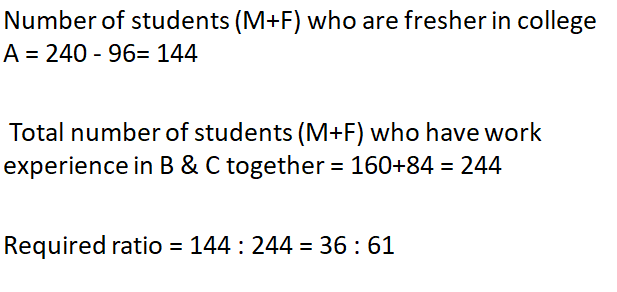 Number of students (M+F) who are fresher in college
A = 240 - 96= 144
Total number of students (M+F) who have work
experience in B & C together = 160+84 = 244
Required ratio = 144 : 244 = 36 : 61